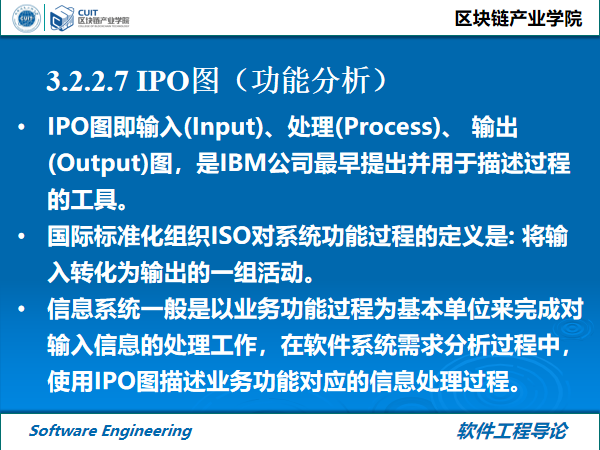 CUIT
CUIT
区块链产业学院
区块链产业学院
3.2.2.7 IPO图（功能分析）
• IPO图即输入(Input)、处理(Process)、 输出
(Output)图，是IBM公司最早提出并用于描述过程
的工具。
• 国际标准化组织ISO对系统功能过程的定义是: 将输
入转化为输出的一组活动。
• 信息系统一般是以业务功能过程为基本单位来完成对
输入信息的处理工作，在软件系统需求分析过程中，
使用IPO图描述业务功能对应的信息处理过程。
Software Engineering
软件工程导论